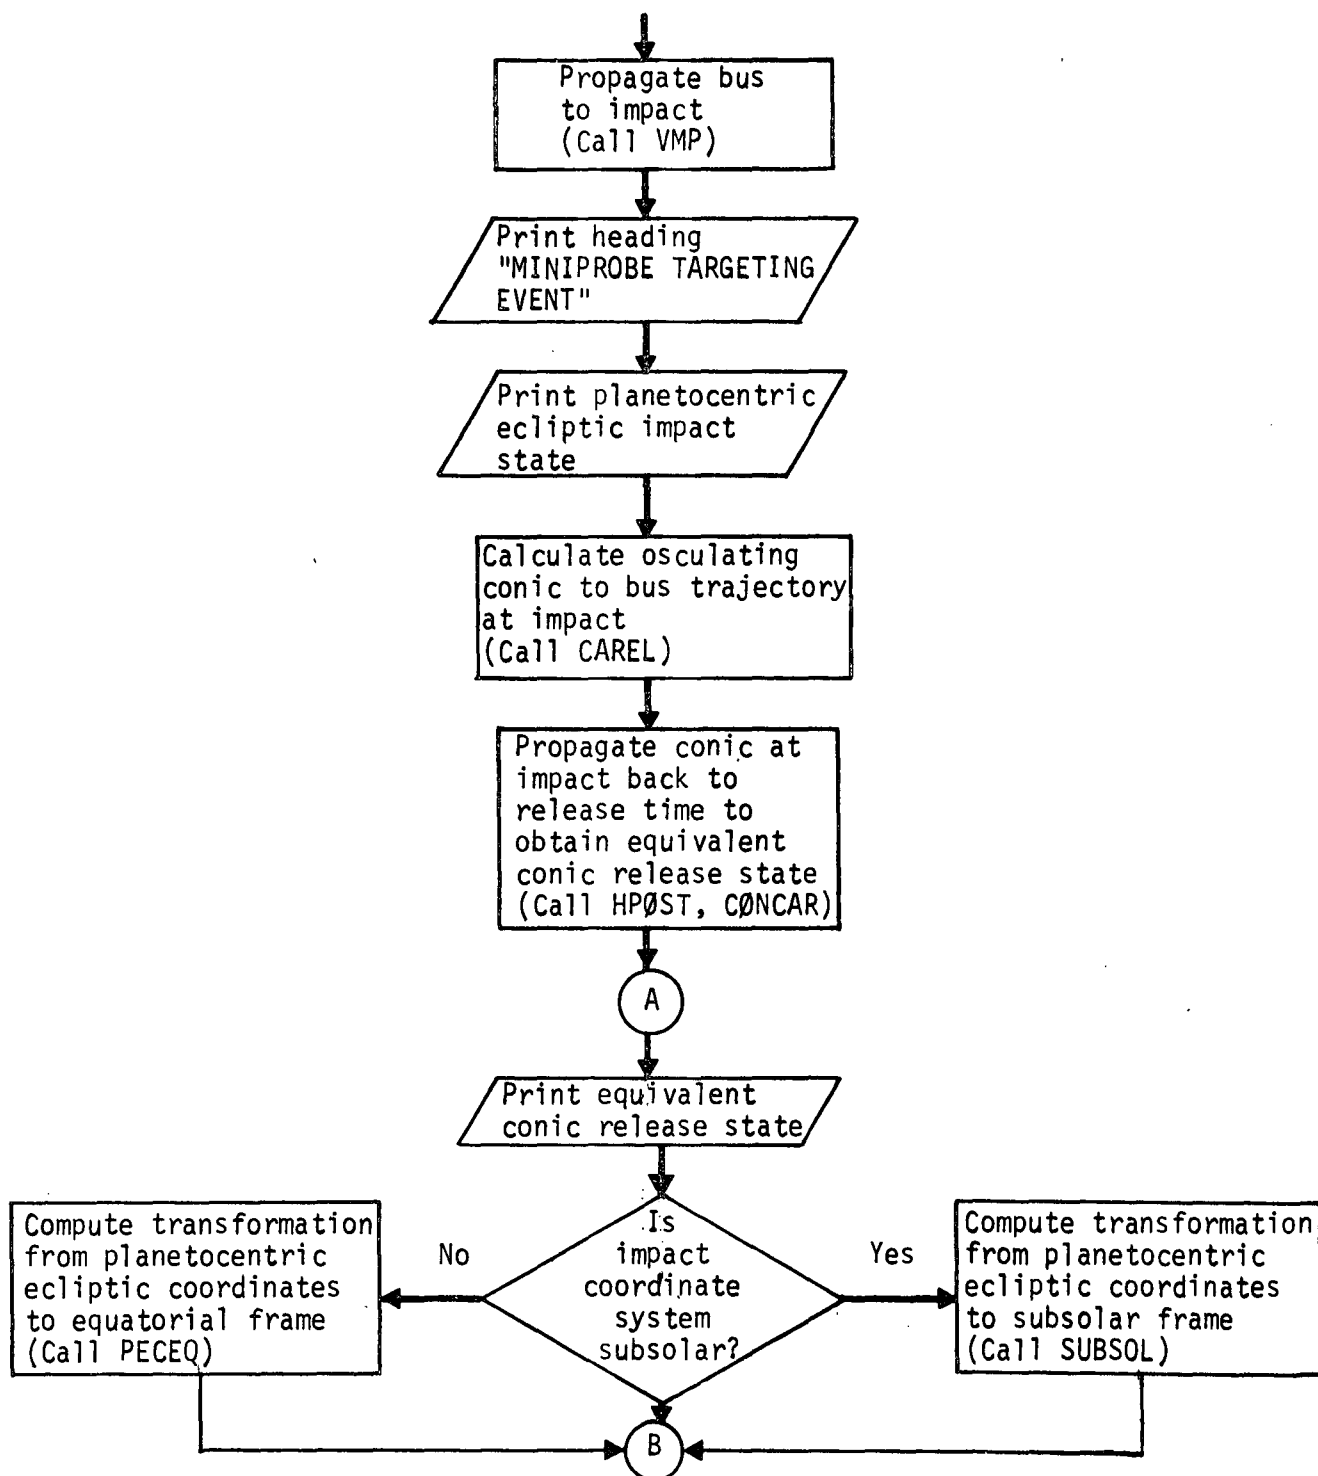 Propagate bus
to impact
(Call VMP)
Print heading
"MINIPROBE TARGETING
EVENT"
Print planetocentric
ecliptic impact
state
Calculate osculating
conic to bus trajectory
at impact
(Call CAREL)
Propagate conic at
impact back to
release time to
obtain equivalent
conic release state
(Call HPØST, CØNCAR)
A
Print equivalent
conic release state
Is
impact
coordinate
system
subsolar?
No
Yes
Compute transformation
from planetocentric
ecliptic coordinates
to equatorial frame
(Call PECEQ)
Compute transformation
from planetocentric
ecliptic coordinates
to subsolar frame
(Call SUBSOL)
B